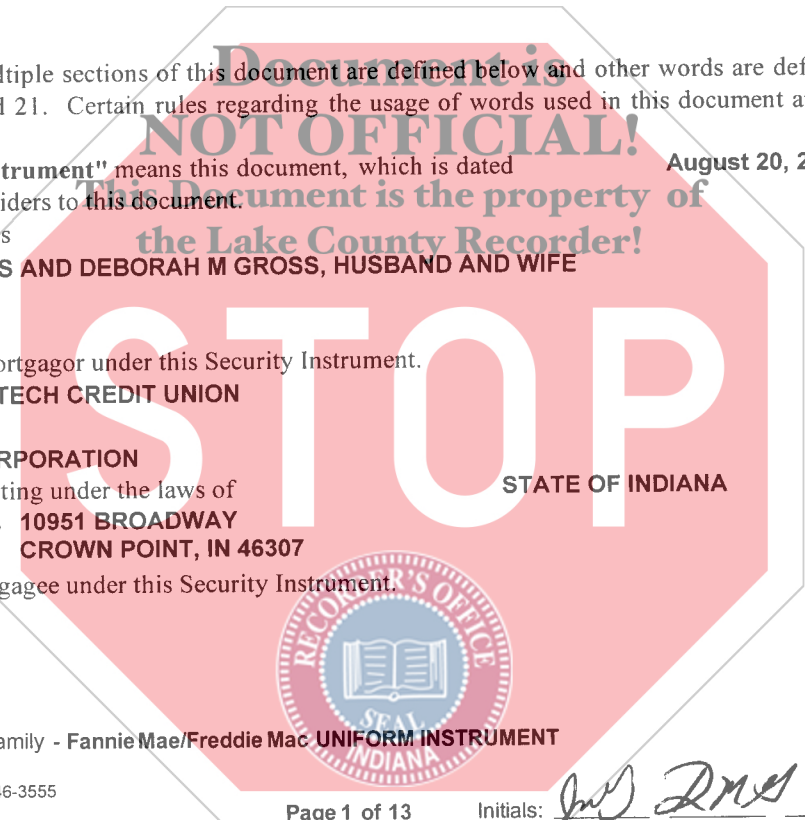 Document is
ltiple sections of this document are defined below and other words are def
d 21. Certain rules regarding the usage of words used in this document a
NOT OFFICIAL!
trument" means this document, which is dated August 20, 2
This Document is the property of
iders to this document.
s
the Lake County Recorder!
S AND DEBORAH M GROSS, HUSBAND AND WIFE
STOP
ortgagor under this Security Instrument.
TECH CREDIT UNION
RPORATION
ting under the laws of STATE OF INDIANA
10951 BROADWAY
CROWN POINT, IN 46307
gagee under this Security Instrument.
RECORDER'S OFFICE
SEAL
INDIANA
amily - Fannie Mae/Freddie Mac UNIFORM INSTRUMENT
46-3555
Page 1 of 13 Initials: DMG